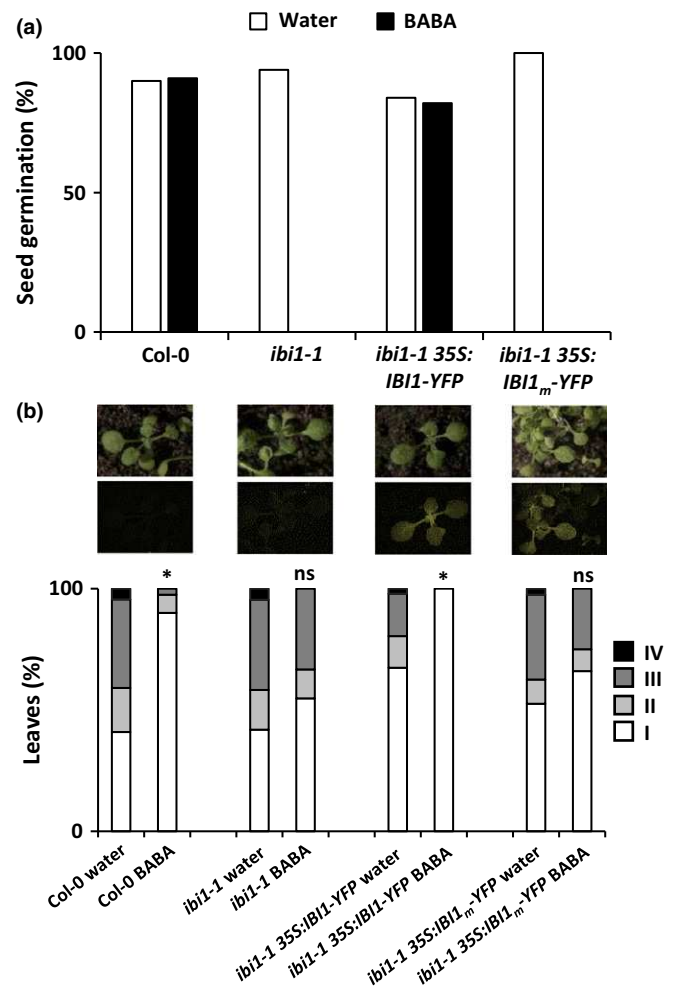 (a)
Water BABA
Seed germination (%)
100
50
0
Col-0
ibi1-1
ibi1-1 35S:
IBI1-YFP
ibi1-1 35S:
IBI1m-YFP
(b)
* ns * ns
Leaves (%)
100
0
IV
III
II
I
Col-0 water
Col-0 BABA
ibi1-1 water
ibi1-1 BABA
ibi1-1 35S:IBI1-YFP water
ibi1-1 35S:IBI1-YFP BABA
ibi1-1 35S:IBI1m-YFP water
ibi1-1 35S:IBI1m-YFP BABA